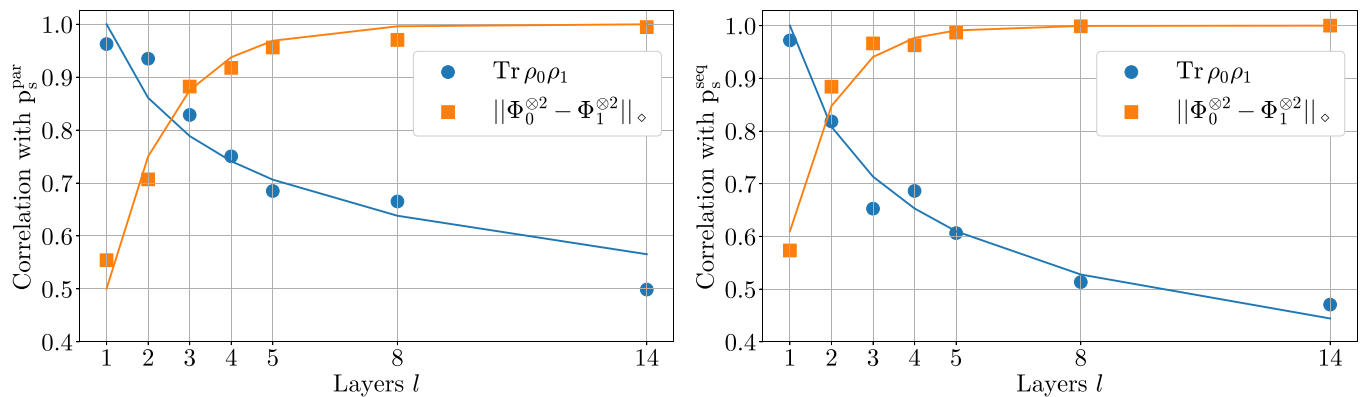 Correlation with p_s^par
1.0
0.9
0.8
0.7
0.6
0.5
0.4
Tr ρ₀ρ₁
||Φ₀^⊗2 − Φ₁^⊗2||⋄
1 2 3 4 5 8 14
Layers l
Correlation with p_s^seq
1.0
0.9
0.8
0.7
0.6
0.5
0.4
Tr ρ₀ρ₁
||Φ₀^⊗2 − Φ₁^⊗2||⋄
1 2 3 4 5 8 14
Layers l